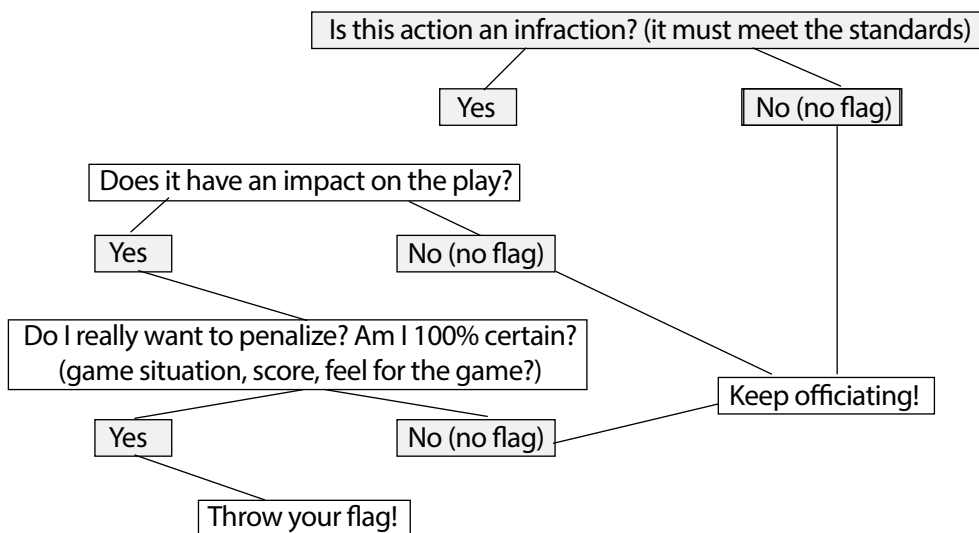 Is this action an infraction? (it must meet the standards)
Yes
No (no flag)
Does it have an impact on the play?
Yes
No (no flag)
Do I really want to penalize? Am I 100% certain?
(game situation, score, feel for the game?)
Keep officiating!
Yes
No (no flag)
Throw your flag!